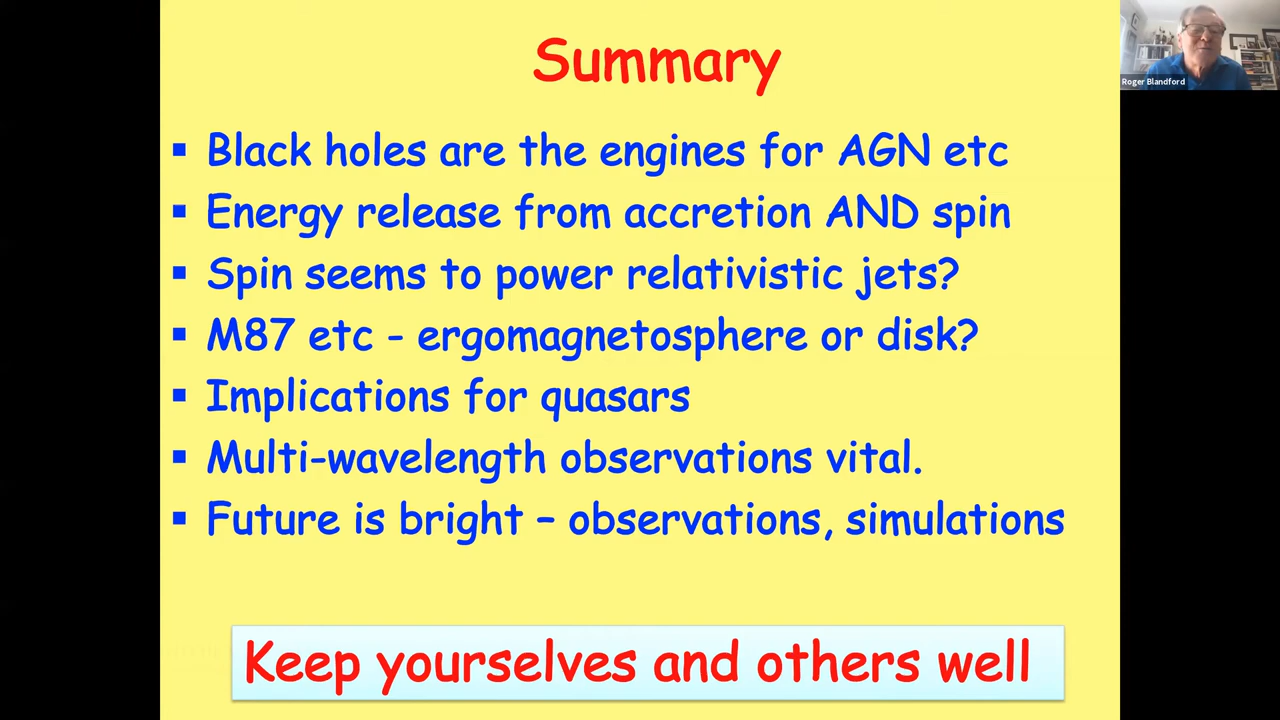 Summary
Roger Blandford
▪ Black holes are the engines for AGN etc
▪ Energy release from accretion AND spin
▪ Spin seems to power relativistic jets?
▪ M87 etc - ergomagnetosphere or disk?
▪ Implications for quasars
▪ Multi-wavelength observations vital.
▪ Future is bright – observations, simulations
Keep yourselves and others well